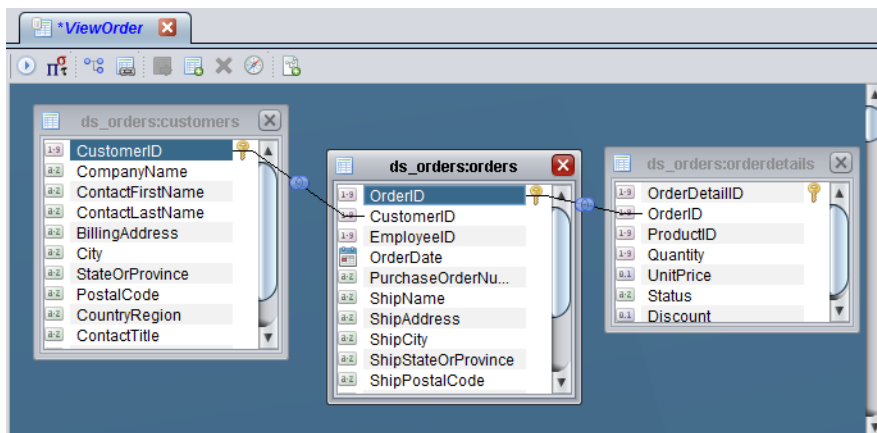 *ViewOrder
ds_orders:customers
CustomerID
CompanyName
ContactFirstName
ContactLastName
BillingAddress
City
StateOrProvince
PostalCode
CountryRegion
ContactTitle
ds_orders:orders
OrderID
CustomerID
EmployeeID
OrderDate
PurchaseOrderNu...
ShipName
ShipAddress
ShipCity
ShipStateOrProvince
ShipPostalCode
ds_orders:orderdetails
OrderDetailID
OrderID
ProductID
Quantity
UnitPrice
Status
Discount